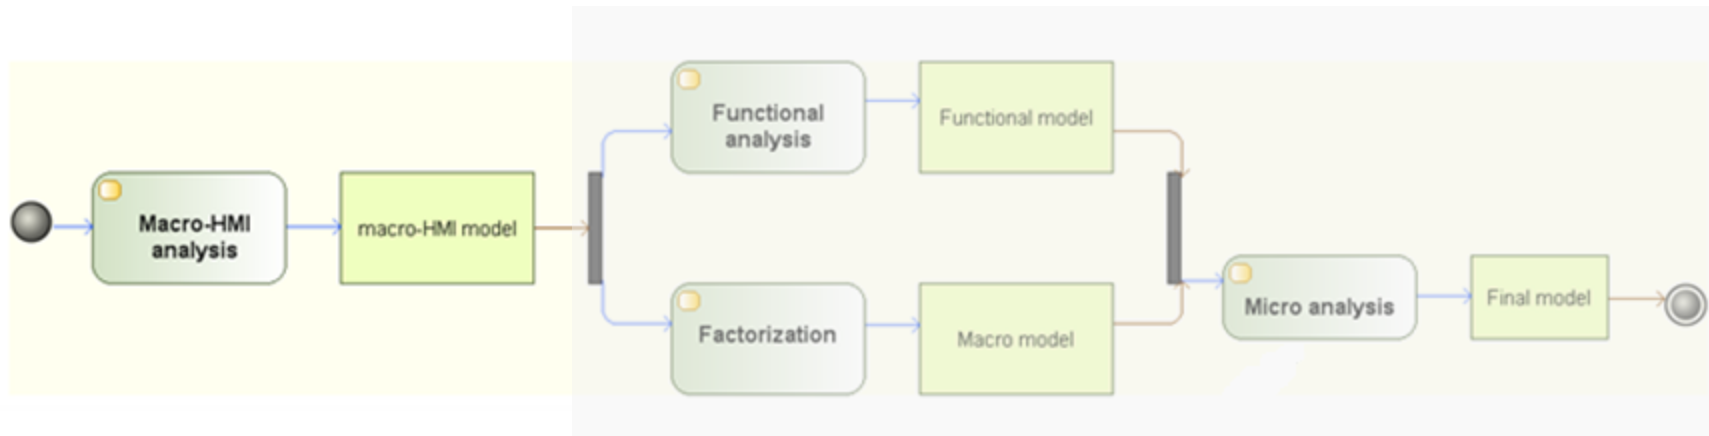 Macro-HMI
analysis
macro-HMI model
Functional
analysis
Functional model
Factorization
Macro model
Micro analysis
Final model